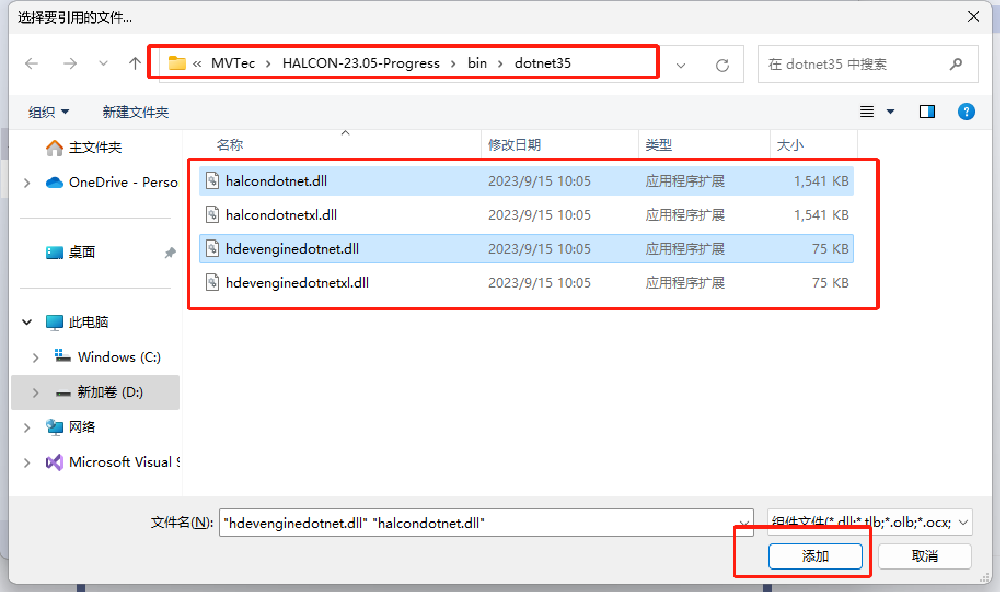 选择要引用的文件...
« MVTec › HALCON-23.05-Progress › bin › dotnet35
在 dotnet35 中搜索
组织
新建文件夹
名称 修改日期 类型 大小
主文件夹
OneDrive - Perso
桌面
此电脑
Windows (C:)
新加卷 (D:)
网络
Microsoft Visual S
halcondotnet.dll 2023/9/15 10:05 应用程序扩展 1,541 KB
halcondotnetxl.dll 2023/9/15 10:05 应用程序扩展 1,541 KB
hdevenginedotnet.dll 2023/9/15 10:05 应用程序扩展 75 KB
hdevenginedotnetxl.dll 2023/9/15 10:05 应用程序扩展 75 KB
文件名(N): "hdevenginedotnet.dll" "halcondotnet.dll"
组件文件(*.dll;*.tlb;*.olb;*.ocx;
添加
取消